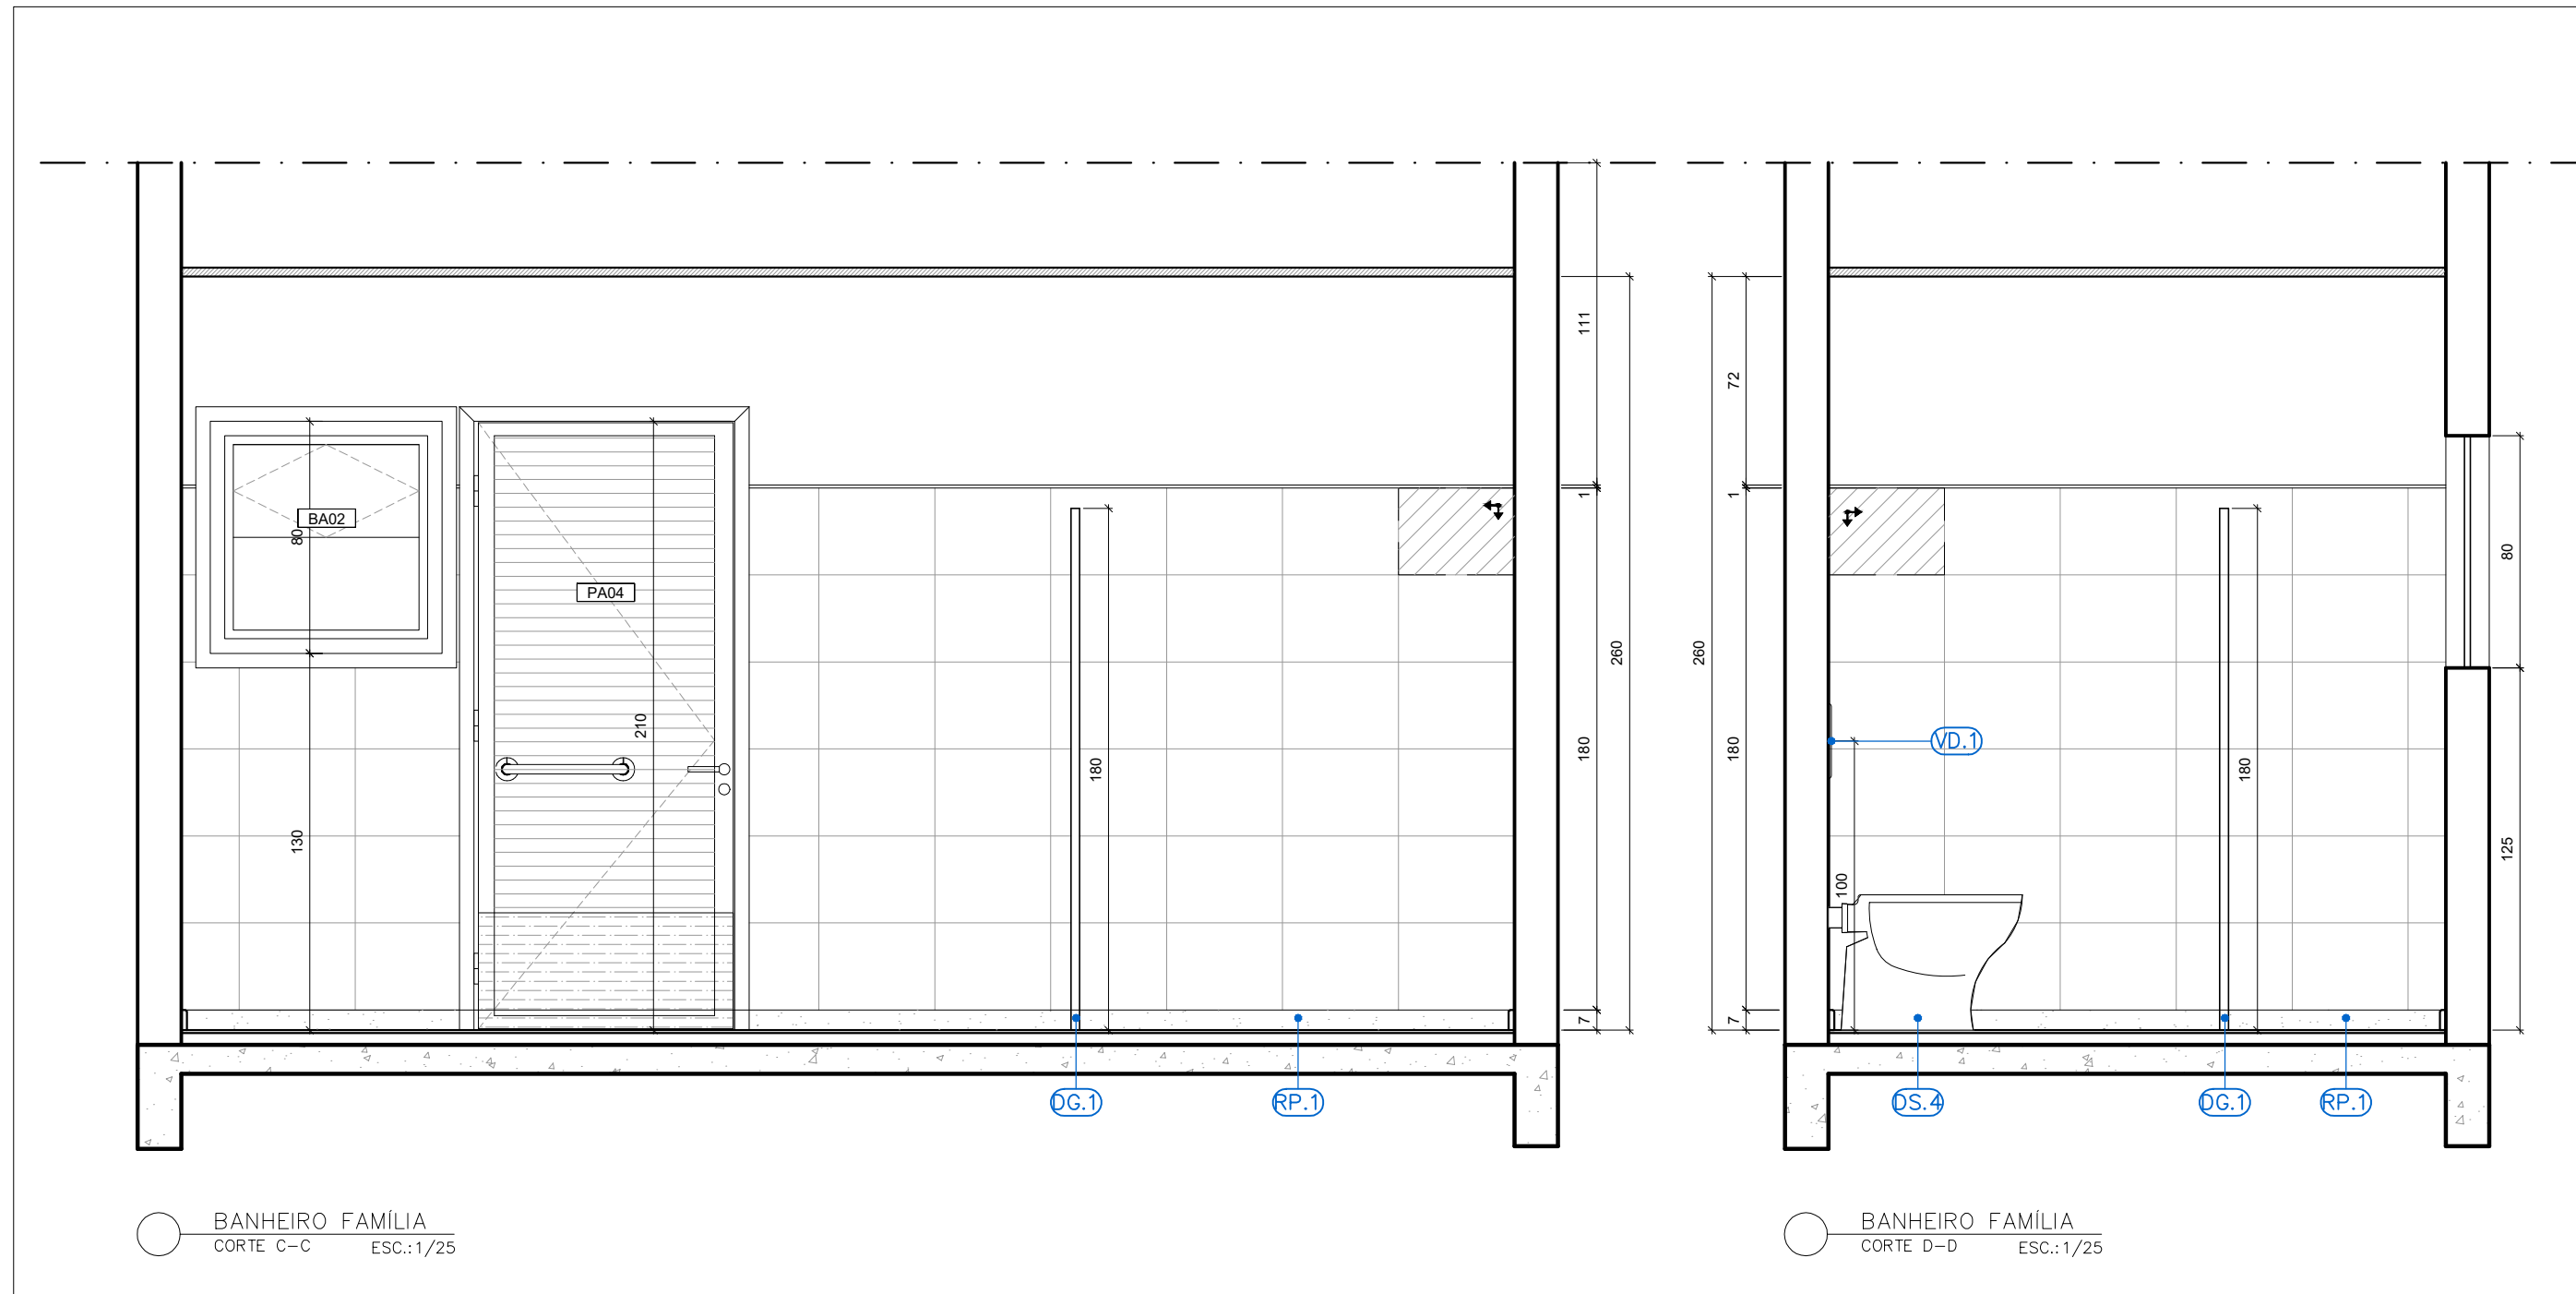 111
72
1
1
BA02
80
80
PA04
260
260
210
VD.1
180
180
180
180
130
125
100
7
7
DG.1
RP.1
DS.4
DG.1
RP.1
BANHEIRO FAMÍLIA
CORTE C-C ESC.:1/25
BANHEIRO FAMÍLIA
CORTE D-D ESC.:1/25